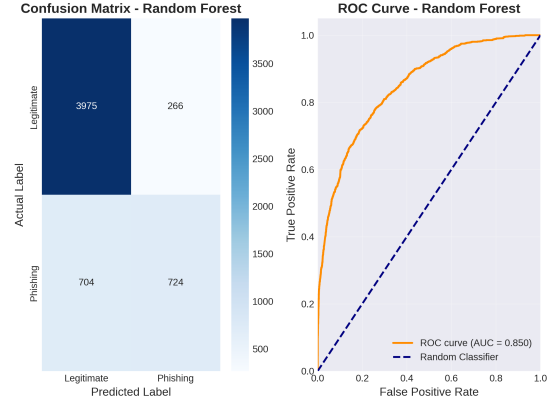 Confusion Matrix - Random Forest
Actual Label
Legitimate
Phishing
3975 266
704 724
Legitimate Phishing
Predicted Label
3500
3000
2500
2000
1500
1000
500
ROC Curve - Random Forest
True Positive Rate
1.0
0.8
0.6
0.4
0.2
0.0
ROC curve (AUC = 0.850)
Random Classifier
0.0 0.2 0.4 0.6 0.8 1.0
False Positive Rate